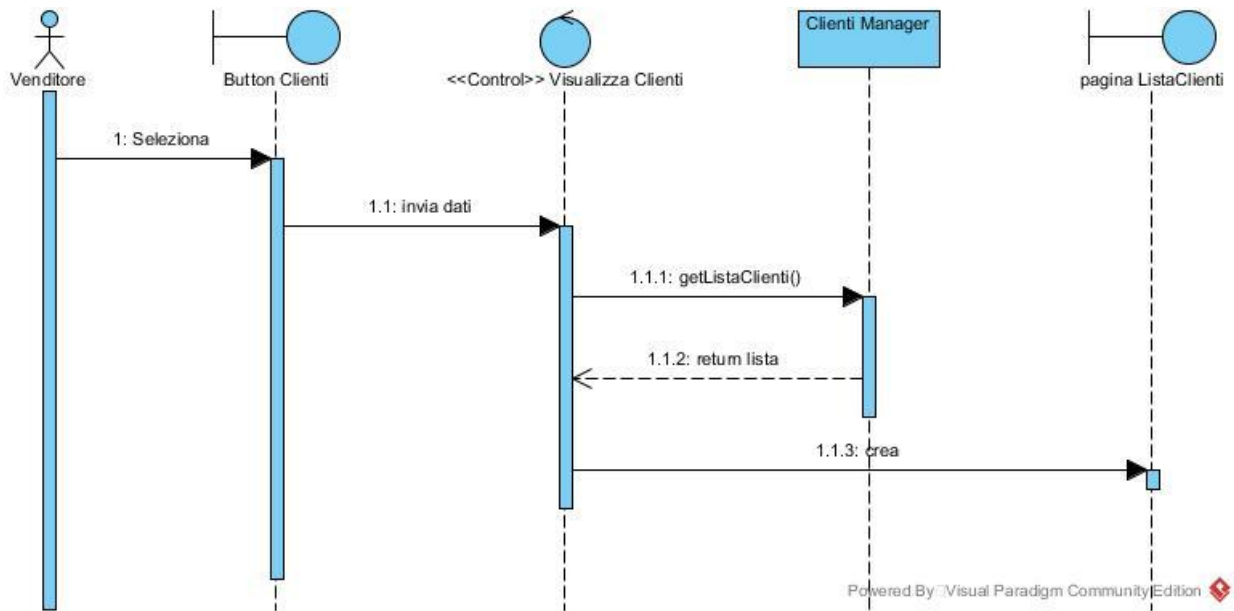 Clienti Manager
Venditore
Button Clienti
<<Control>> Visualizza Clienti
pagina ListaClienti
1: Seleziona
1.1: invia dati
1.1.1: getListaClienti()
1.1.2: return lista
1.1.3: crea
Powered By Visual Paradigm Community Edition